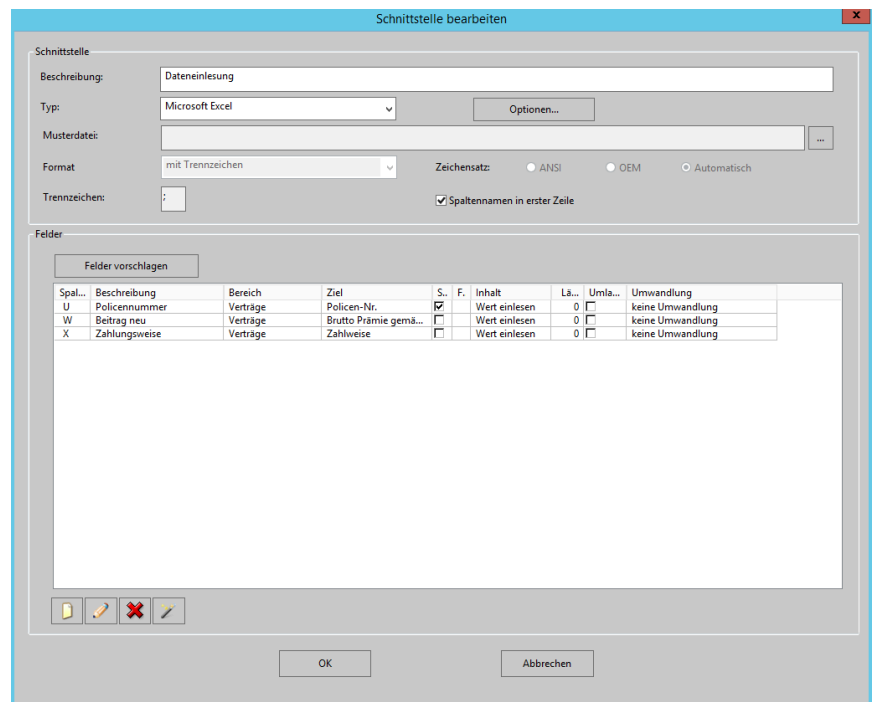 Schnittstelle bearbeiten
x
Schnittstelle
Beschreibung: Dateneinlesung
Typ: Microsoft Excel Optionen...
Musterdatei: ...
Format mit Trennzeichen Zeichensatz: ANSI OEM Automatisch
Trennzeichen: ; Spaltennamen in erster Zeile
Felder
Felder vorschlagen
Spal... Beschreibung Bereich Ziel S.. F. Inhalt Lä... Umla... Umwandlung
U Policennummer Verträge Policen-Nr. Wert einlesen 0 keine Umwandlung
W Beitrag neu Verträge Brutto Prämie gemä... Wert einlesen 0 keine Umwandlung
X Zahlungsweise Verträge Zahlweise Wert einlesen 0 keine Umwandlung
OK Abbrechen